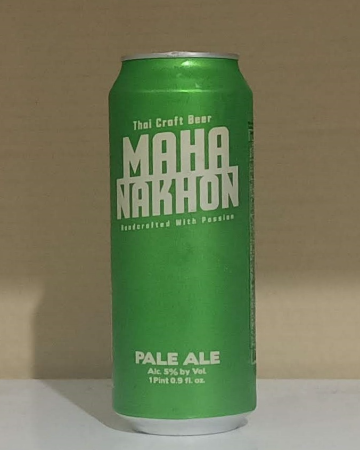 Thai Craft Beer
MAHA
NAKHON
Handcrafted With Passion
PALE ALE
Alc. 5% by Vol.
1 Pint 0.9 fl. oz.